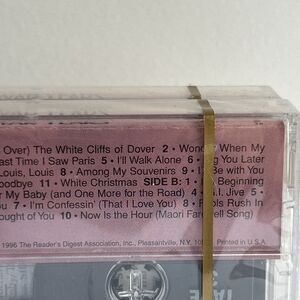 Over) The White Cliffs of Dover 2 • Wonder When My
ast Time I Saw Paris 5 • I'll Walk Alone 6 • ng You Later
Louis, Louis 8 • Among My Souvenirs 9 • I'll Be with You
oodbye 11 • White Christmas SIDE B: 1 • Beginning
r My Baby (and One More for the Road) 4 • G.I. Jive 5
7 • I'm Confessin' (That I Love You) 8 • Fools Rush In
ought of You 10 • Now Is the Hour (Maori Farewell Song)
1996 The Reader's Digest Association, Inc., Pleasantville, N.Y. Printed in U.S.A.